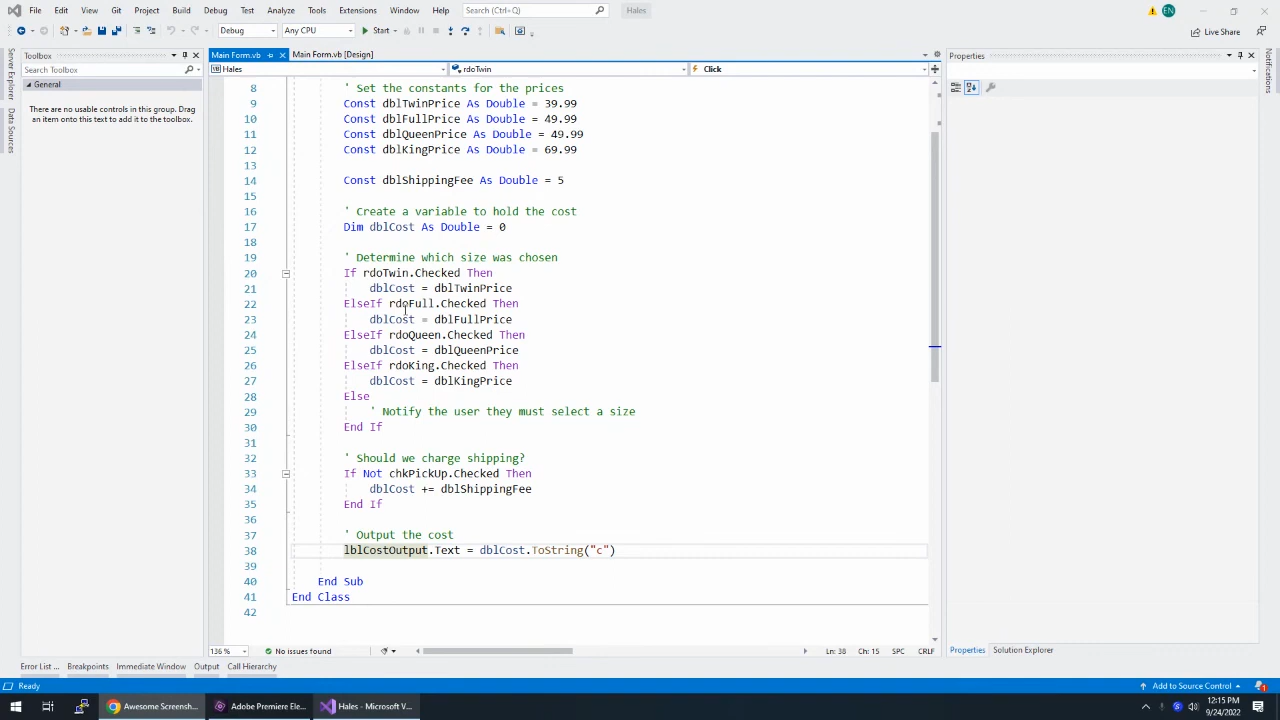 File Edit View Git Project Build Debug Test Analyze Tools Extensions Window Help Search (Ctrl+Q) Hales EN
Debug Any CPU Start Live Share
Server Explorer
Data Sources
Toolbox
Search Toolbox
General
There are no usable controls in this group. Drag
an item onto this text to add it to the toolbox.
Main Form.vb Main Form.vb [Design]
Hales rdoTwin Click
8 ' Set the constants for the prices
9 Const dblTwinPrice As Double = 39.99
10 Const dblFullPrice As Double = 49.99
11 Const dblQueenPrice As Double = 49.99
12 Const dblKingPrice As Double = 69.99
13
14 Const dblShippingFee As Double = 5
15
16 ' Create a variable to hold the cost
17 Dim dblCost As Double = 0
18
19 ' Determine which size was chosen
20 If rdoTwin.Checked Then
21 dblCost = dblTwinPrice
22 ElseIf rdoFull.Checked Then
23 dblCost = dblFullPrice
24 ElseIf rdoQueen.Checked Then
25 dblCost = dblQueenPrice
26 ElseIf rdoKing.Checked Then
27 dblCost = dblKingPrice
28 Else
29 ' Notify the user they must select a size
30 End If
31
32 ' Should we charge shipping?
33 If Not chkPickUp.Checked Then
34 dblCost += dblShippingFee
35 End If
36
37 ' Output the cost
38 lblCostOutput.Text = dblCost.ToString("c")
39
40 End Sub
41 End Class
42
136 % No issues found Ln: 38 Ch: 15 SPC CRLF
Properties
Notifications
Properties Solution Explorer
Error List ... Breakpoints Immediate Window Output Call Hierarchy
Ready Add to Source Control 1
Awesome Screensh... Adobe Premiere Ele... Hales - Microsoft V...
12:15 PM
9/24/2022